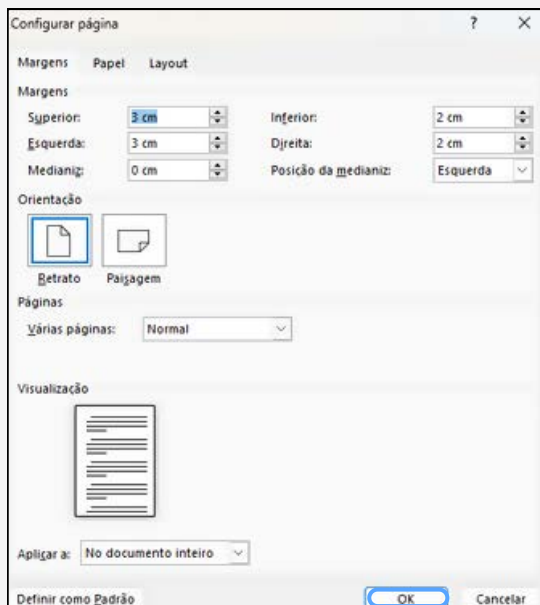 Configurar página ? ×
Margens Papel Layout
Margens
Superior: 3 cm Inferior: 2 cm
Esquerda: 3 cm Direita: 2 cm
Medianiz: 0 cm Posição da medianiz: Esquerda
Orientação
Retrato Paisagem
Páginas
Várias páginas: Normal
Visualização
Aplicar a: No documento inteiro
Definir como Padrão OK Cancelar